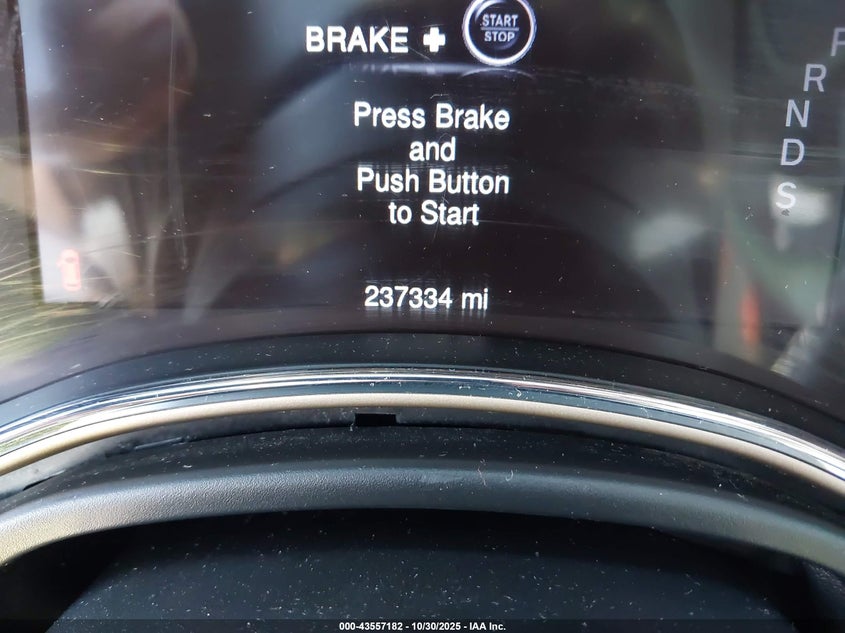 BRAKE + START STOP
Press Brake
and
Push Button
to Start
237334 mi
P
R
N
D
S
000-43557182 - 10/30/2025 - IAA Inc.